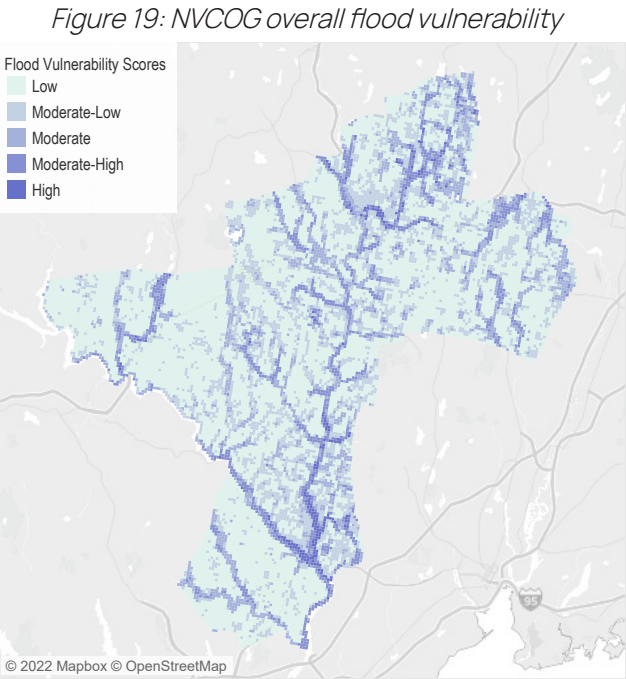 Figure 19: NVCOG overall flood vulnerability
Flood Vulnerability Scores
Low
Moderate-Low
Moderate
Moderate-High
High
95
© 2022 Mapbox © OpenStreetMap